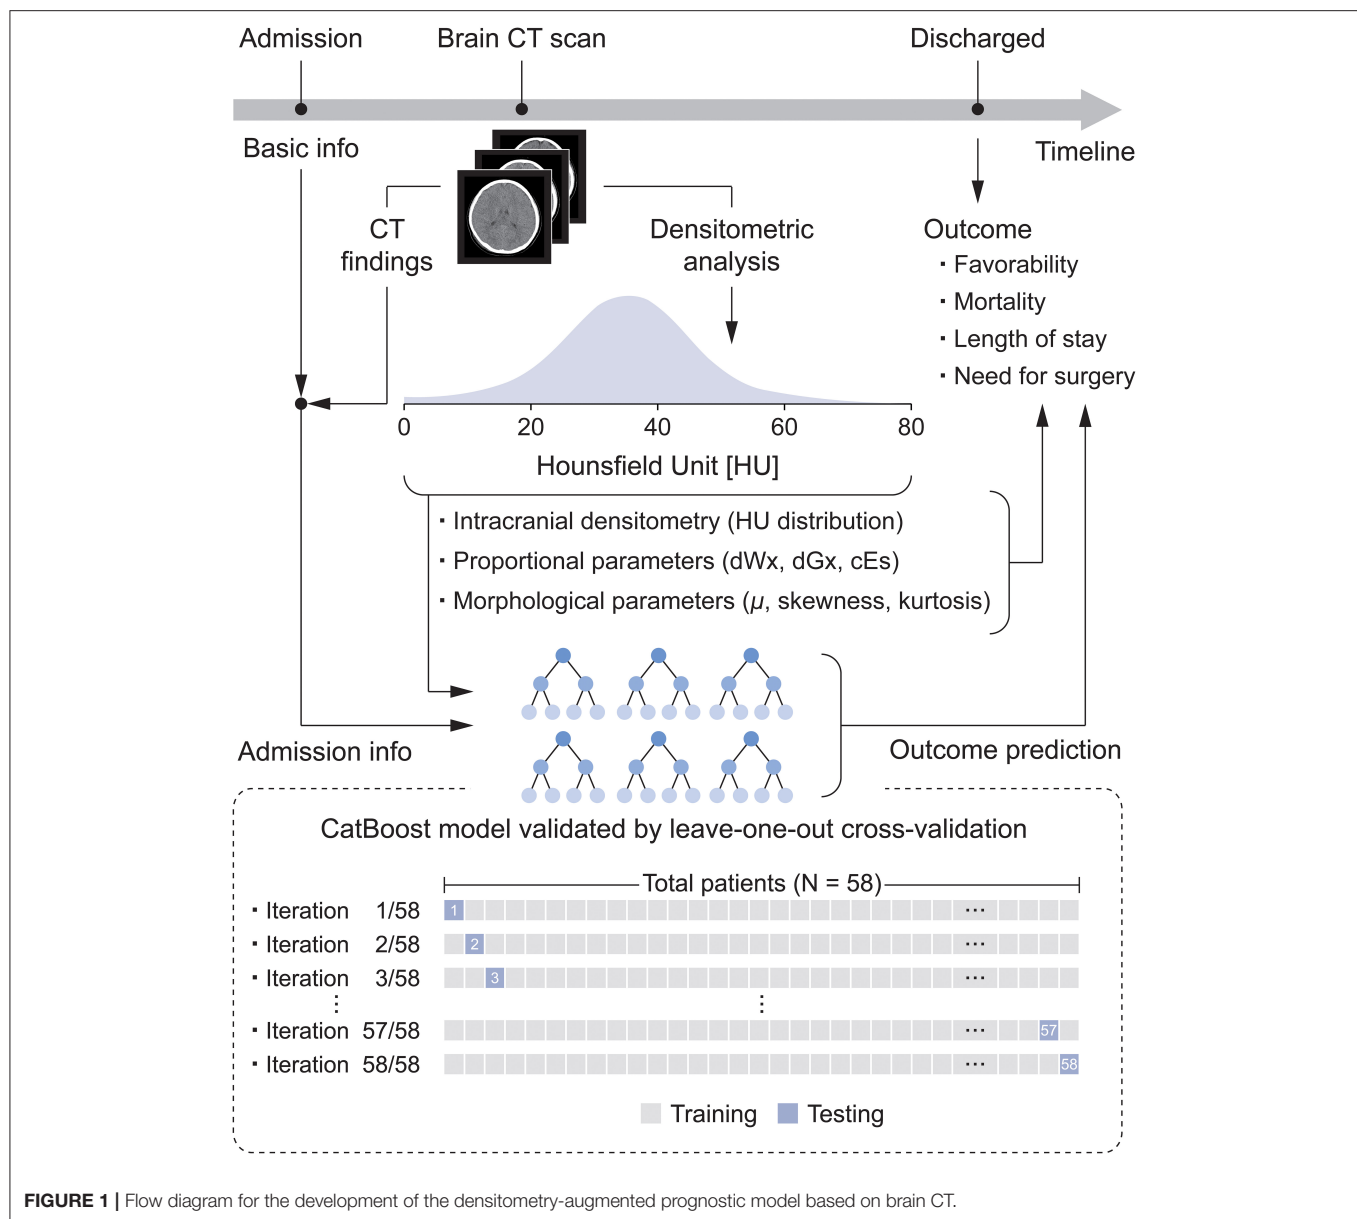 Admission
Brain CT scan
Discharged
Basic info
Timeline
CT
findings
Densitometric
analysis
Outcome
· Favorability
· Mortality
· Length of stay
· Need for surgery
0 20 40 60 80
Hounsfield Unit [HU]
· Intracranial densitometry (HU distribution)
· Proportional parameters (dWx, dGx, cEs)
· Morphological parameters (μ, skewness, kurtosis)
Admission info
Outcome prediction
CatBoost model validated by leave-one-out cross-validation
Total patients (N = 58)
· Iteration 1/58 1 ...
· Iteration 2/58 2 ...
· Iteration 3/58 3 ...
⋮ ⋮
· Iteration 57/58 ... 57
· Iteration 58/58 ... 58
Training Testing
FIGURE 1 | Flow diagram for the development of the densitometry-augmented prognostic model based on brain CT.